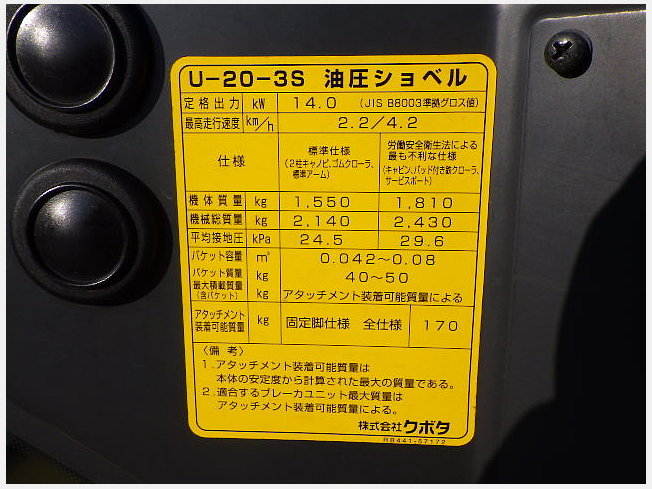 U-20-3S 油圧ショベル
定格出力 kW 14.0 (JIS B8003準拠グロス値)
最高走行速度 km/h 2.2/4.2
仕様 標準仕様 (2柱キャノピ、ゴムクローラ、標準アーム) 労働安全衛生法による最も不利な仕様 (キャビン、パッド付き鉄クローラ、サービスポート)
機体質量 kg 1,550 1,810
機械総質量 kg 2,140 2,430
平均接地圧 kPa 24.5 29.6
バケット容量 m³ 0.042〜0.08
バケット質量 kg 40〜50
最大積載質量 (含バケット) kg アタッチメント装着可能質量による
アタッチメント装着可能質量 kg 固定脚仕様 全仕様 170
〈備考〉
1.アタッチメント装着可能質量は
本体の安定度から計算された最大の質量である。
2.適合するブレーカユニット最大質量は
アタッチメント装着可能質量による。
株式会社クボタ
RB441-57172